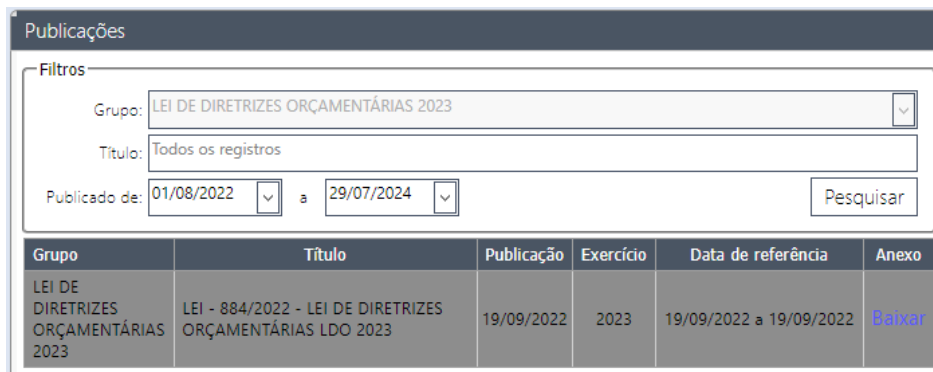 Publicações
Filtros
Grupo: LEI DE DIRETRIZES ORÇAMENTÁRIAS 2023
Título: Todos os registros
Publicado de: 01/08/2022 a 29/07/2024 Pesquisar
Grupo Título Publicação Exercício Data de referência Anexo
LEI DE
DIRETRIZES
ORÇAMENTÁRIAS
2023
LEI - 884/2022 - LEI DE DIRETRIZES
ORÇAMENTÁRIAS LDO 2023
19/09/2022
2023
19/09/2022 a 19/09/2022
Baixar